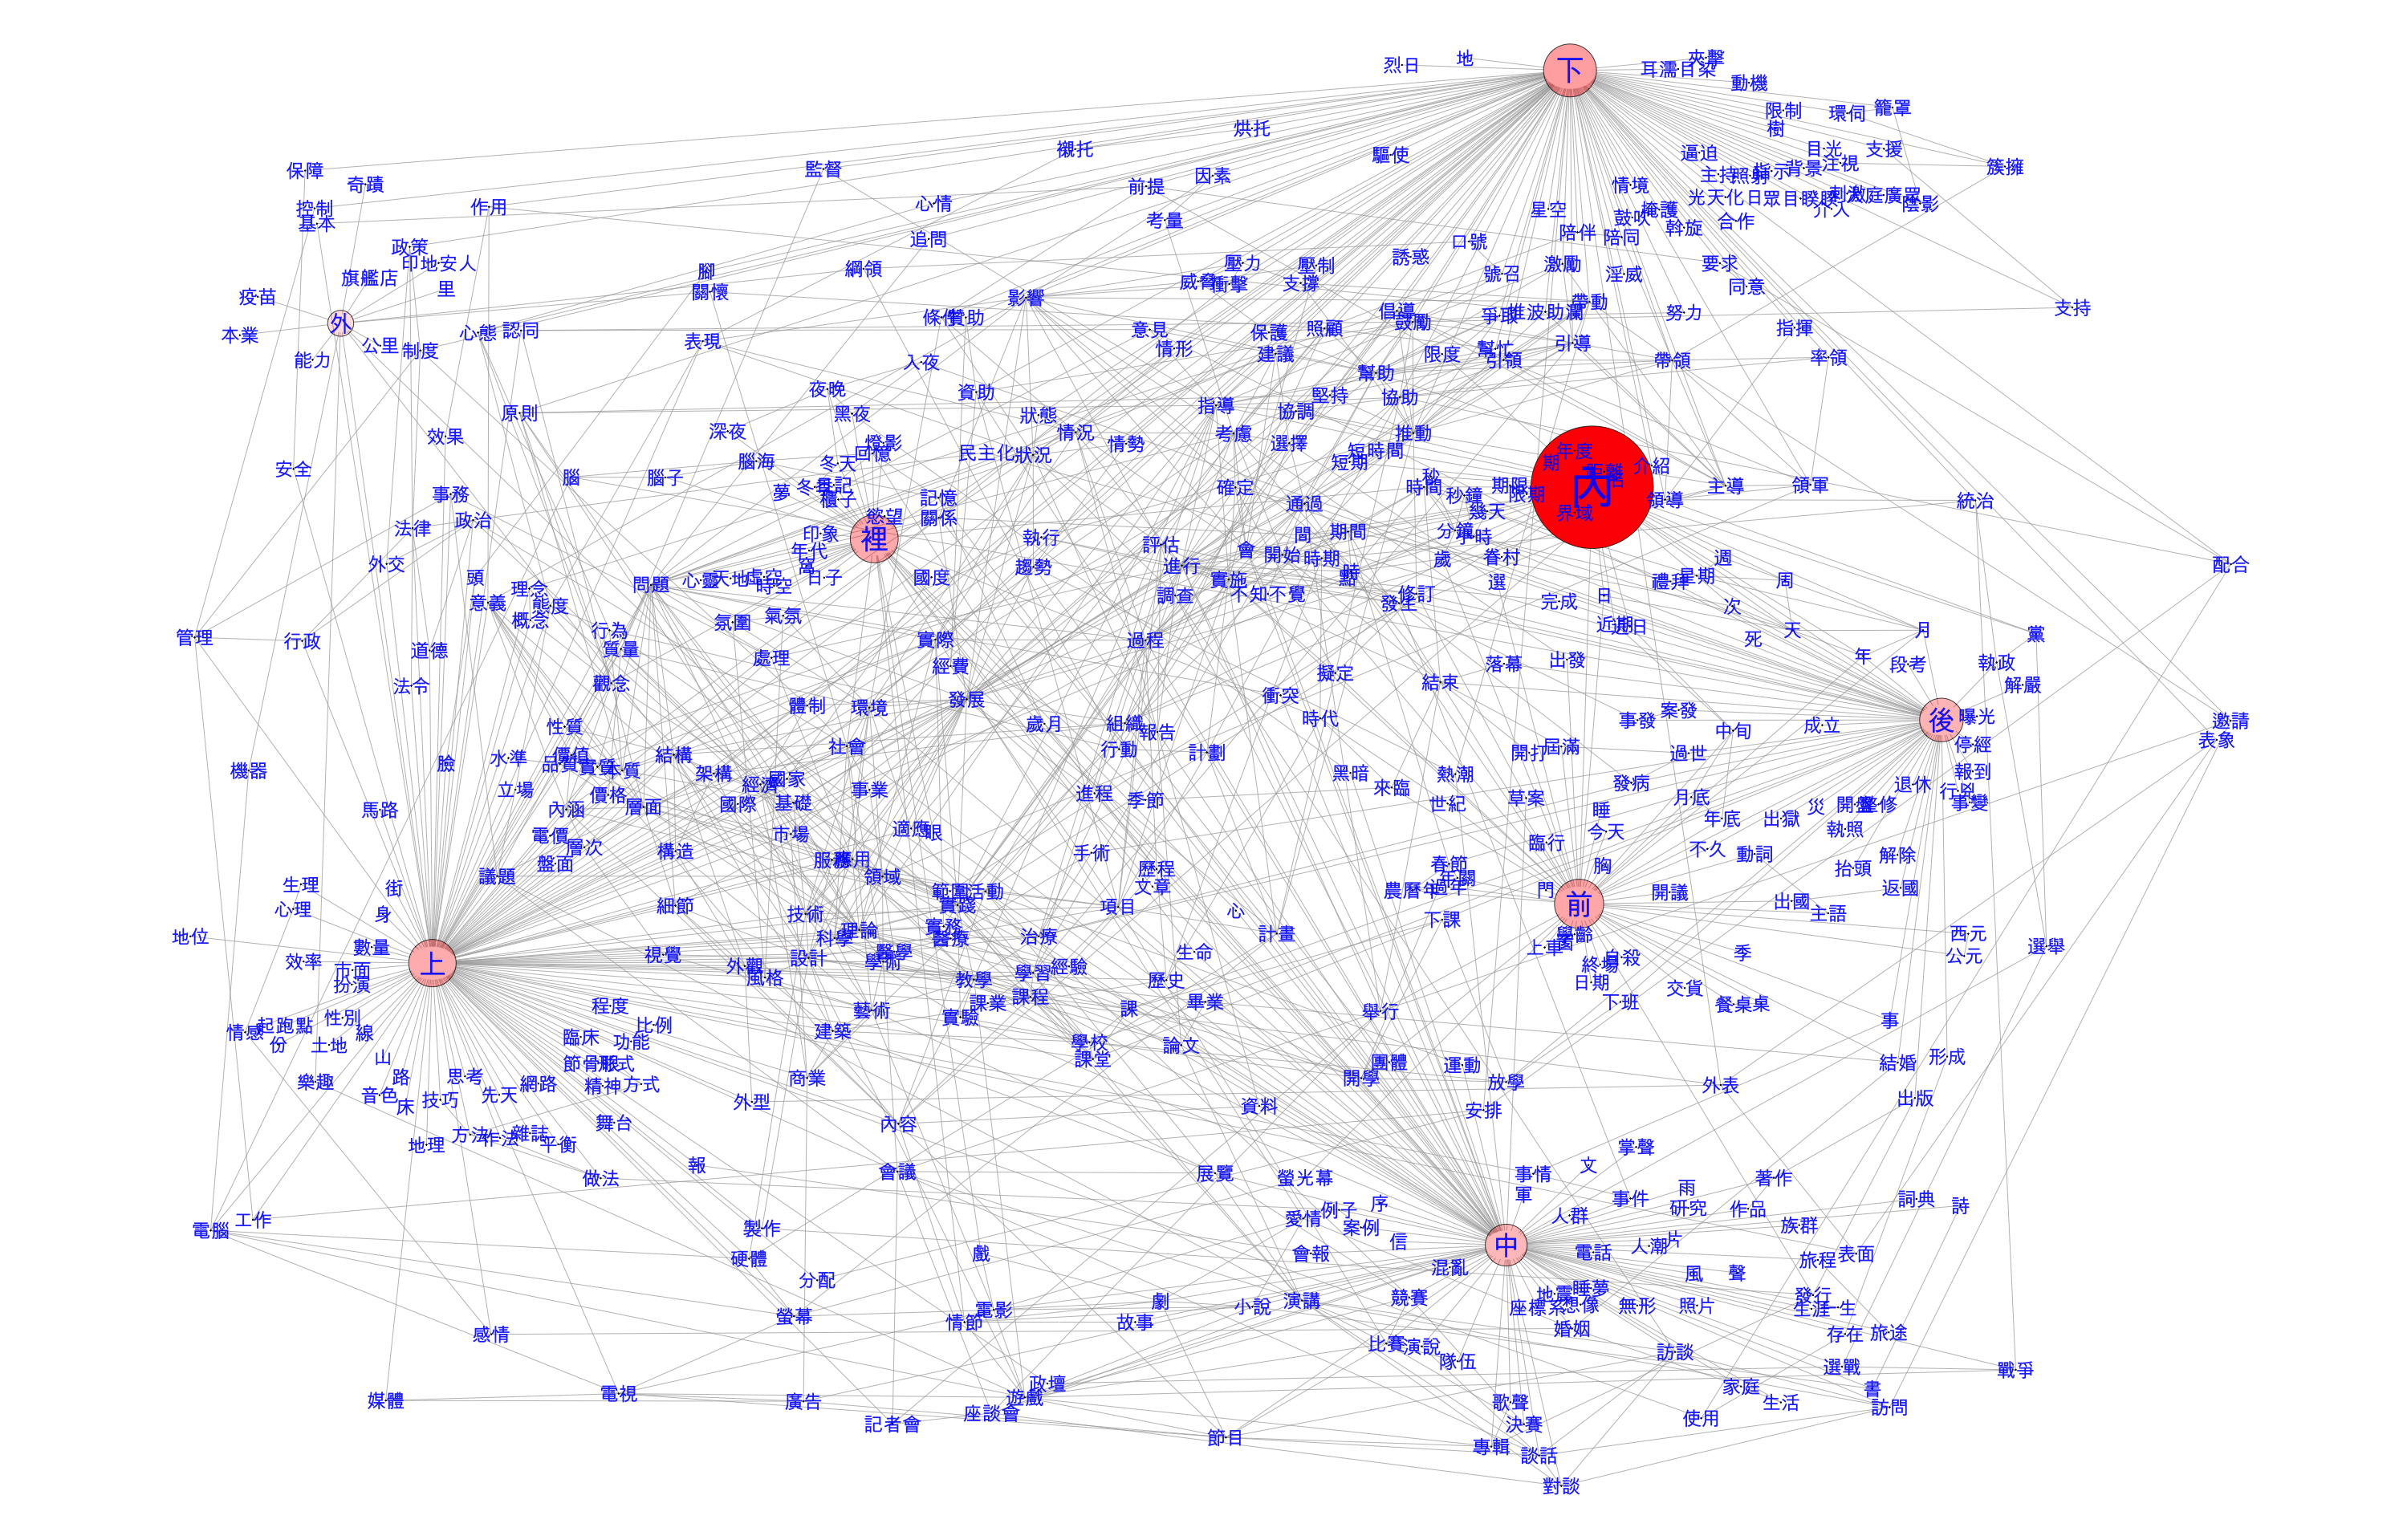 下
烈日
地
夾擊
耳濡目染
動機
限制
樹
環伺
籠罩
烘托
襯托
驅使
保障
奇蹟
監督
因素
前提
逼迫
目光
支援
主持
照射
指示
背景
注視
簇擁
控制
基本
作用
心情
考量
情境
星空
鼓吹
掩護
光天化日
眾目睽睽
介入
陰影
合作
斡旋
陪伴
陪同
追問
口號
政策
印地安人
綱領
腳
關懷
旗艦店
里
壓力
壓制
誘惑
威脅
衝擊
支撐
號召
激勵
淫威
要求
同意
疫苗
外
影響
帶動
支持
本業
心態
認同
條件
贊助
意見
情形
保護
照顧
建議
倡導
鼓勵
爭取
推波助瀾
努力
指揮
能力
公里
制度
表現
入夜
限度
幫忙
引領
引導
帶領
率領
幫助
協助
堅持
協調
資助
夜晚
黑夜
原則
狀態
指導
效果
深夜
燈影
回憶
情況
情勢
民主化
狀況
考慮
選擇
推動
短時間
短期
年度
期
距離
介紹
內
安全
腦
腦子
腦海
冬天
夢
櫃子
秒
時間
秒鐘
期限
限期
領導
主導
領軍
統治
事務
記憶
關係
慾望
確定
通過
幾天
界域
法律
政治
裡
印象
年代
窩
執行
評估
間
期間
分鐘
小時
外交
頭
問題
心靈
天地
虛空
時空
日子
國度
趨勢
進行
會
開始
時期
點
時
歲
眷村
選
週
禮拜
星期
周
配合
意義
理念
態度
概念
氛圍
氣氛
調查
實施
不知不覺
發生
修訂
完成
日
次
管理
行政
行為
質量
實際
過程
近期
近日
死
天
月
黨
道德
處理
經費
擬定
落幕
出發
年
段考
執政
解嚴
法令
觀念
體制
環境
發展
結束
衝突
時代
歲月
組織
報告
事發
案發
中旬
成立
後
曝光
邀請
表象
性質
社會
行動
計劃
開打
屆滿
過世
停經
臉
水準
價值
品質
實質
本質
結構
架構
經濟
國家
機器
黑暗
熱潮
來臨
發病
報到
退休
行兇
事變
立場
內涵
價格
層面
國際
基礎
事業
進程
季節
世紀
草案
睡
月底
年底
出獄
災
開盤
整修
執照
馬路
電價
層次
市場
適應
眼
今天
臨行
不久
動詞
解除
盤面
構造
服務
應用
手術
歷程
文章
春節
年關
農曆年
過年
胸
門
抬頭
議題
領域
範圍
活動
實踐
開議
返國
生理
街
心理
身
細節
技術
項目
心
下課
前
出國
主語
地位
數量
實務
醫療
理論
科學
治療
計畫
上車
學齡
西元
公元
選舉
效率
上
市面
扮演
視覺
外觀
風格
設計
醫學
學術
教學
學習
經驗
生命
歷史
終場
自殺
日期
季
課程
課業
實驗
課
畢業
舉行
下班
交貨
餐桌
桌
情感
起跑點
份
性別
線
土地
程度
臨床
比例
功能
藝術
建築
學校
課堂
論文
事
山
節骨眼
形式
精神
方式
商業
團體
開學
運動
放學
外表
結婚
形成
樂趣
路
音色
床
思考
技巧
先天
網路
外型
內容
資料
安排
出版
地理
方法
作法
雜誌
平衡
舞台
做法
報
會議
展覽
螢光幕
掌聲
事情
文
軍
事件
雨
著作
詞典
詩
電腦
工作
製作
硬體
戲
愛情
例子
序
案例
會報
信
人群
研究
作品
族群
中
電話
人潮
片
旅程
表面
混亂
風
聲
分配
螢幕
電影
情節
劇
小說
故事
演講
競賽
地震
睡夢
座標系
想像
無形
照片
發行
生涯
一生
感情
比賽
演說
婚姻
存在
旅途
隊伍
訪談
選戰
戰爭
媒體
電視
廣告
政壇
遊戲
座談會
記者會
歌聲
決賽
家庭
生活
使用
書
訪問
節目
專輯
談話
對談